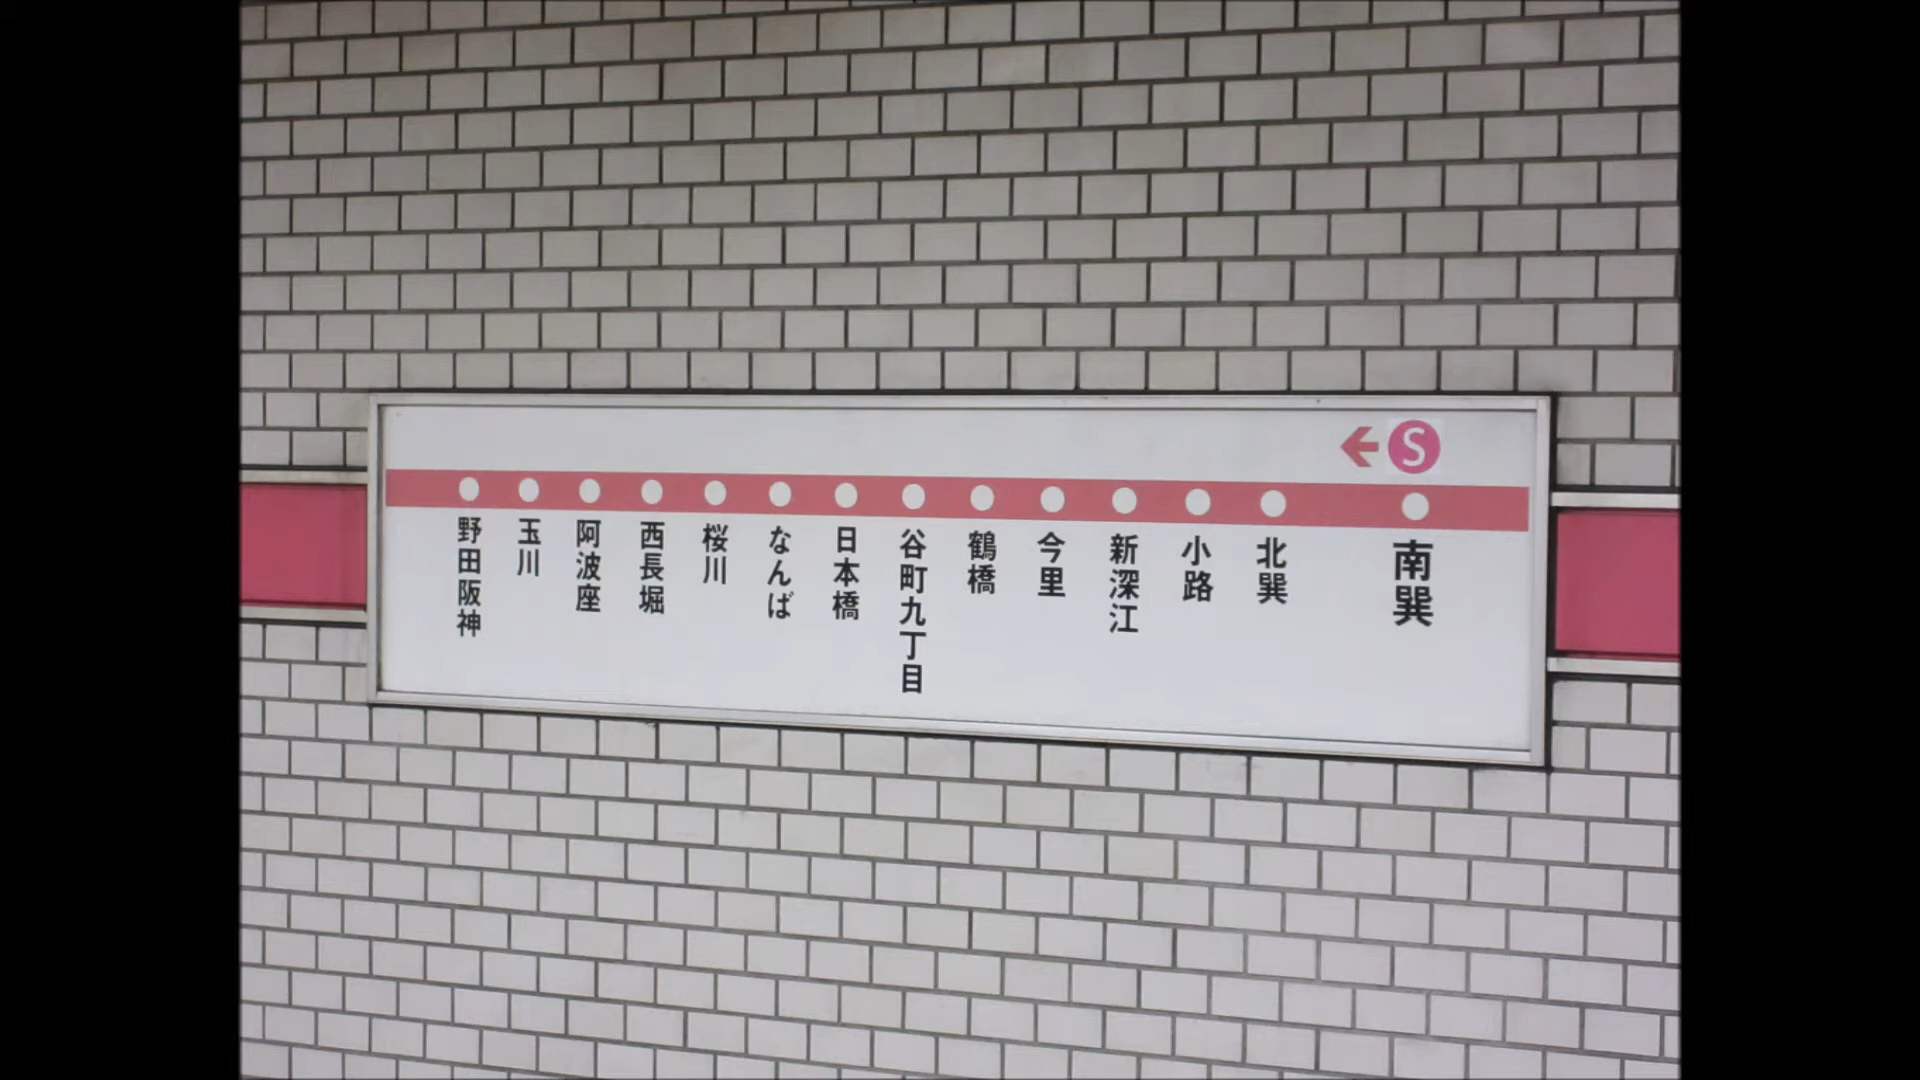 S
野田阪神
玉川
阿波座
西長堀
桜川
なんば
日本橋
谷町九丁目
鶴橋
今里
新深江
小路
北巽
南巽